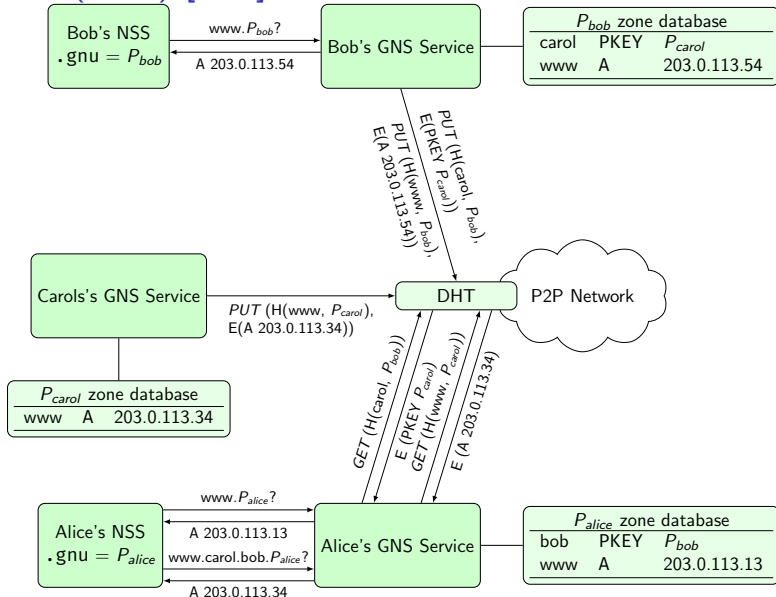 Bob's NSS
.gnu = P_bob
www.P_bob?
A 203.0.113.54
Bob's GNS Service
P_bob zone database
carol PKEY P_carol
www A 203.0.113.54
PUT (H(carol, P_bob),
E(PKEY P_carol))
PUT (H(www, P_bob),
E(A 203.0.113.54))
Carols's GNS Service
PUT (H(www, P_carol),
E(A 203.0.113.34))
DHT
P2P Network
P_carol zone database
www A 203.0.113.34
GET (H(carol, P_bob))
E (PKEY P_carol)
GET (H(www, P_carol))
E (A 203.0.113.34)
Alice's NSS
.gnu = P_alice
www.P_alice?
A 203.0.113.13
www.carol.bob.P_alice?
A 203.0.113.34
Alice's GNS Service
P_alice zone database
bob PKEY P_bob
www A 203.0.113.13